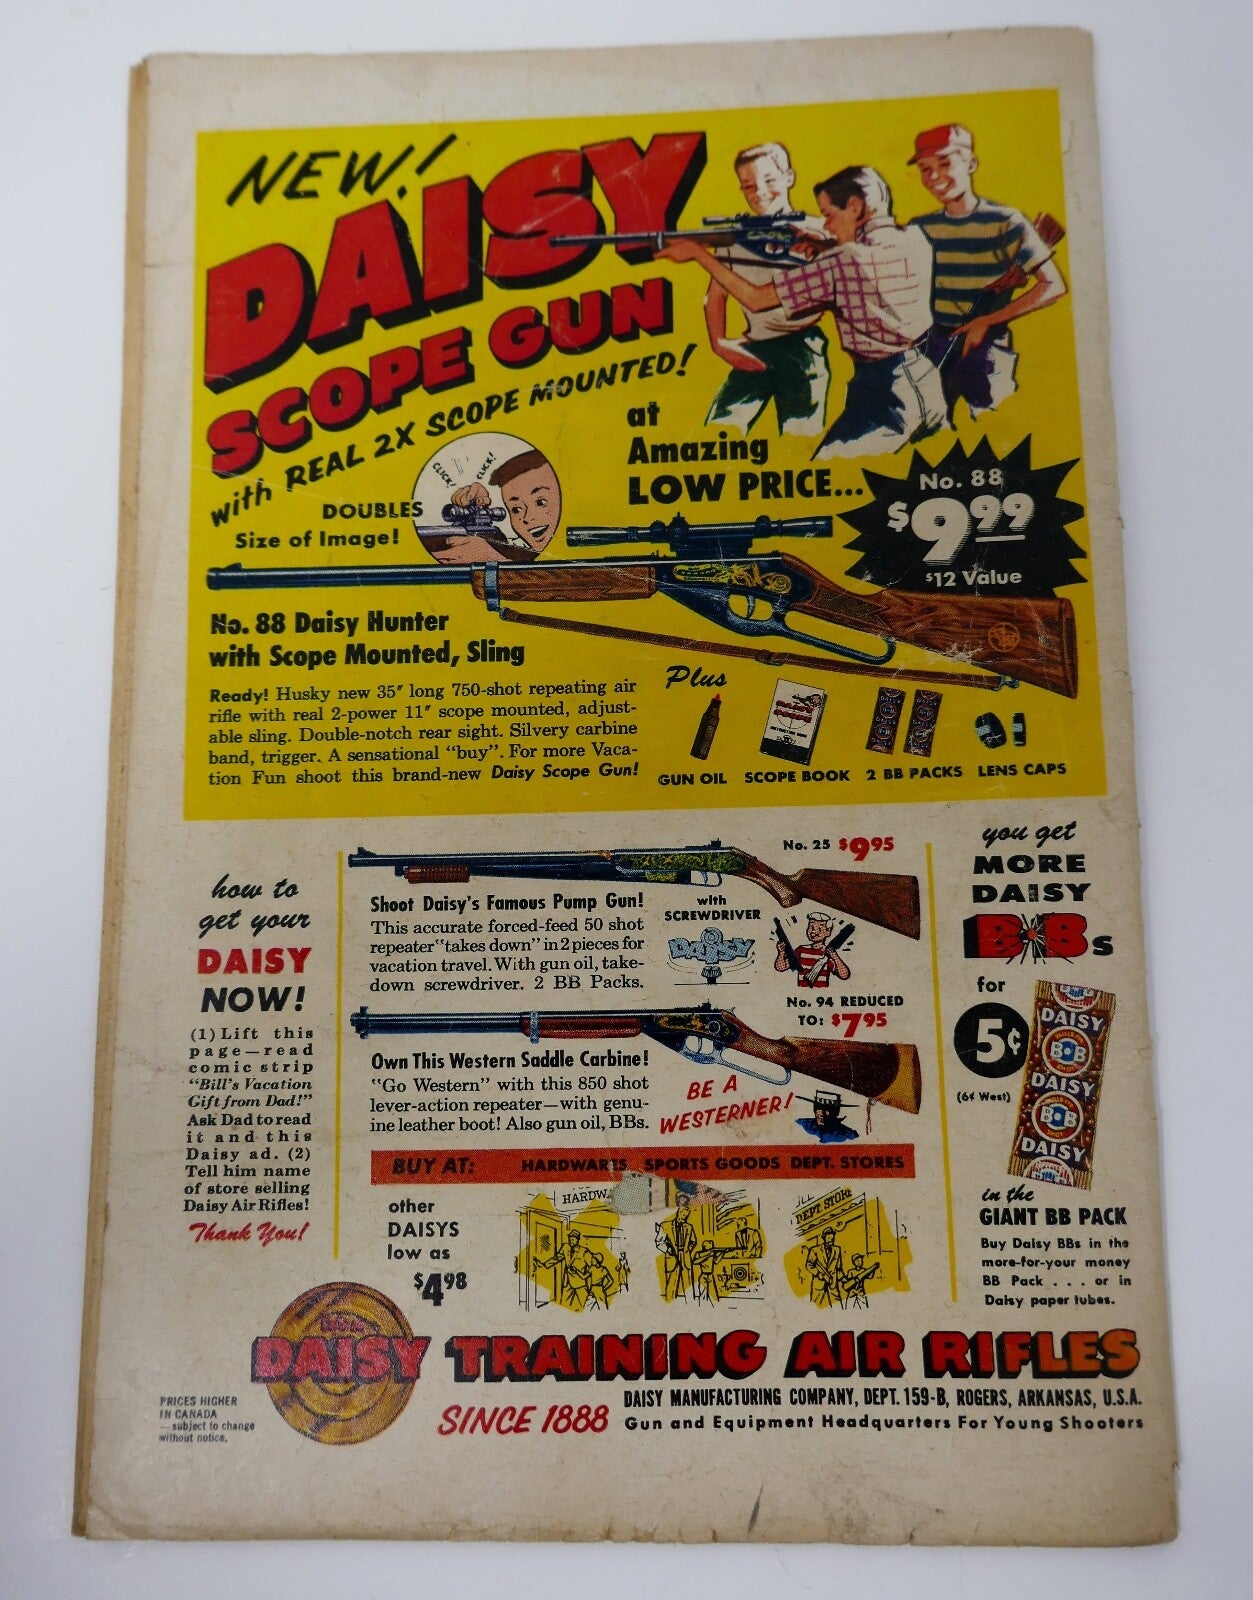 NEW!
DAISY
SCOPE GUN
with REAL 2X SCOPE MOUNTED!
at
Amazing
LOW PRICE...
No. 88
$9.99
$12 Value
CLICK! CLICK!
DOUBLES
Size of Image!
No. 88 Daisy Hunter
with Scope Mounted, Sling
Ready! Husky new 35" long 750-shot repeating air
rifle with real 2-power 11" scope mounted, adjust-
able sling. Double-notch rear sight. Silvery carbine
band, trigger. A sensational "buy". For more Vaca-
tion Fun shoot this brand-new Daisy Scope Gun!
Plus
GUN OIL SCOPE BOOK 2 BB PACKS LENS CAPS
how to
get your
DAISY
NOW!
(1) Lift this
page—read
comic strip
"Bill's Vacation
Gift from Dad!"
Ask Dad to read
it and this
Daisy ad. (2)
Tell him name
of store selling
Daisy Air Rifles!
Thank You!
No. 25 $9.95
Shoot Daisy's Famous Pump Gun!
This accurate forced-feed 50 shot
repeater "takes down" in 2 pieces for
vacation travel. With gun oil, take-
down screwdriver. 2 BB Packs.
with
SCREWDRIVER
DAISY
No. 94 REDUCED
TO: $7.95
Own This Western Saddle Carbine!
"Go Western" with this 850 shot
lever-action repeater—with genu-
ine leather boot! Also gun oil, BBs.
BE A
WESTERNER!
BUY AT: HARDWARES SPORTS GOODS DEPT. STORES
other
DAISYS
low as
$4.98
HARDW
DEPT STORE
you get
MORE
DAISY
B•Bs
for
5¢
(6¢ West)
DAISY
BB
DAISY
BB
DAISY
in the
GIANT BB PACK
Buy Daisy BBs in the
more-for-your money
BB Pack . . . or in
Daisy paper tubes.
DAISY TRAINING AIR RIFLES
SINCE 1888
DAISY MANUFACTURING COMPANY, DEPT. 159-B, ROGERS, ARKANSAS, U.S.A.
Gun and Equipment Headquarters For Young Shooters
PRICES HIGHER
IN CANADA
—subject to change
without notice.